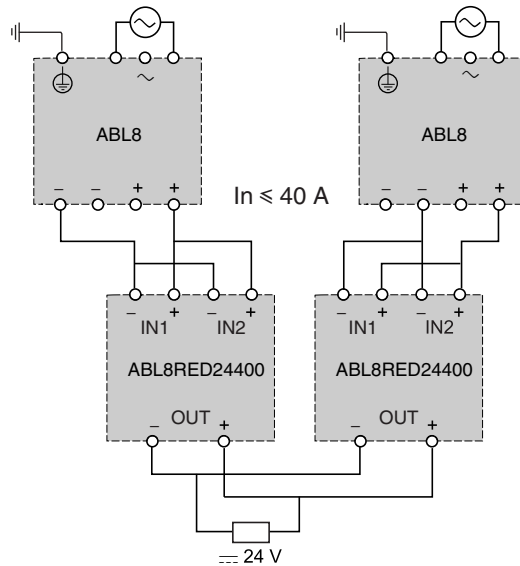 ABL8
ABL8
– – + +
– – + +
In ≤ 40 A
– + – +
– + – +
IN1 IN2
IN1 IN2
ABL8RED24400
ABL8RED24400
– OUT +
– OUT +
24 V